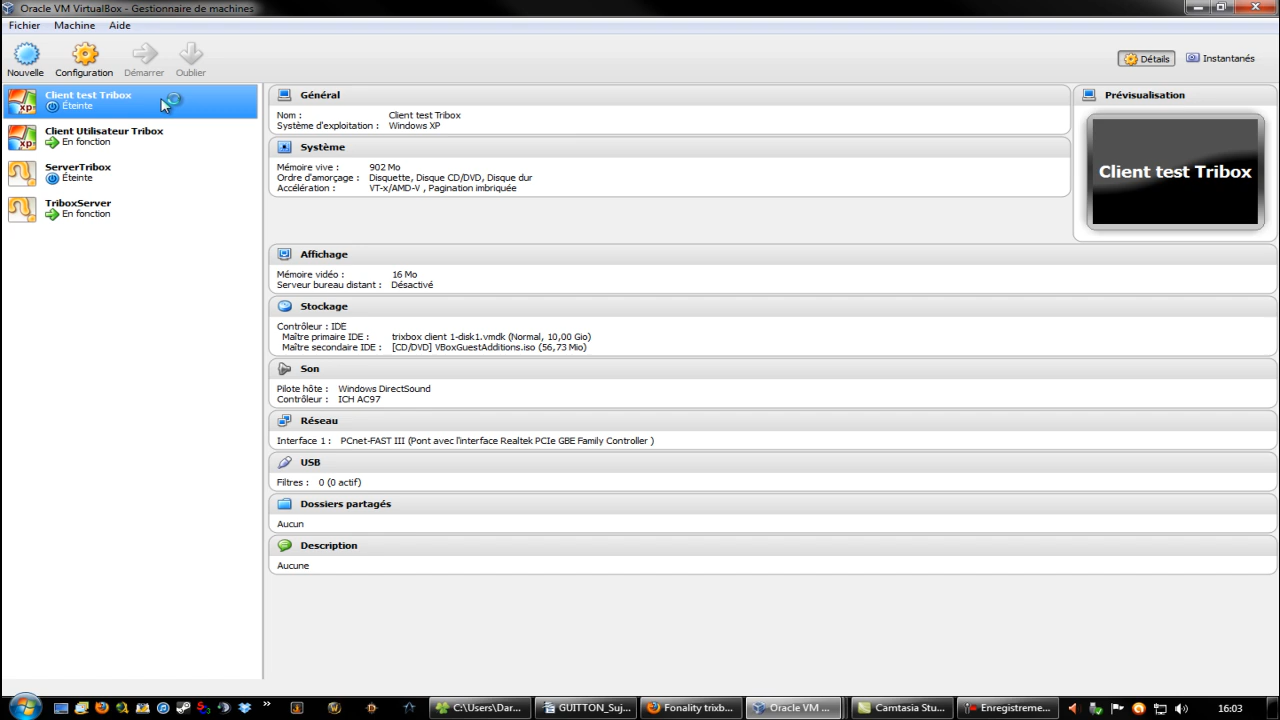 Oracle VM VirtualBox - Gestionnaire de machines
Fichier Machine Aide
Nouvelle Configuration Démarrer Oublier
Détails Instantanés
Client test Tribox
Éteinte
Client Utilisateur Tribox
En fonction
ServerTribox
Éteinte
TriboxServer
En fonction
Général
Nom : Client test Tribox
Système d'exploitation : Windows XP
Système
Mémoire vive : 902 Mo
Ordre d'amorçage : Disquette, Disque CD/DVD, Disque dur
Accélération : VT-x/AMD-V , Pagination imbriquée
Prévisualisation
Client test Tribox
Affichage
Mémoire vidéo : 16 Mo
Serveur bureau distant : Désactivé
Stockage
Contrôleur : IDE
Maître primaire IDE : trixbox client 1-disk1.vmdk (Normal, 10,00 Gio)
Maître secondaire IDE : [CD/DVD] VBoxGuestAdditions.iso (56,73 Mio)
Son
Pilote hôte : Windows DirectSound
Contrôleur : ICH AC97
Réseau
Interface 1 : PCnet-FAST III (Pont avec l'interface Realtek PCIe GBE Family Controller )
USB
Filtres : 0 (0 actif)
Dossiers partagés
Aucun
Description
Aucune
C:\Users\Dar... GUITTON_Suj... Fonality trixb... Oracle VM ... Camtasia Stu... Enregistreme... 16:03